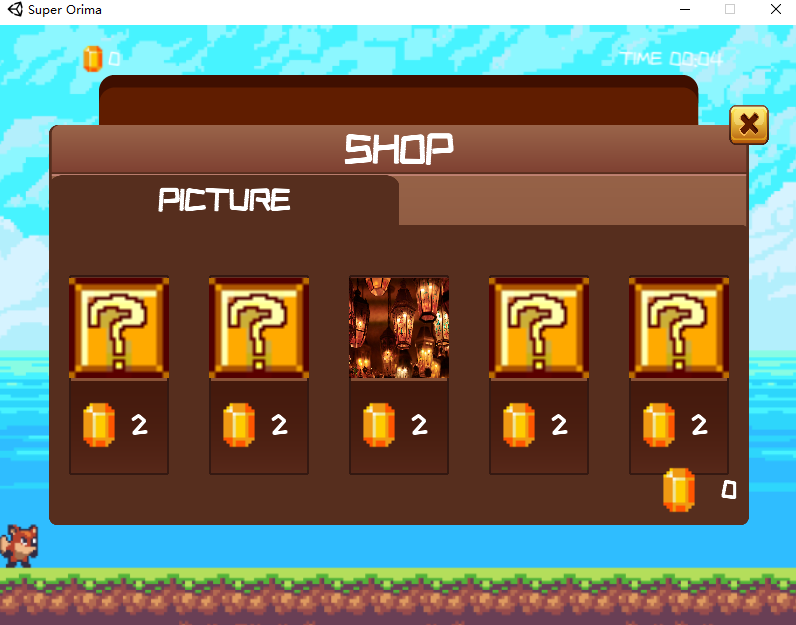 Super Orima
0
TIME 00:04
SHOP
PICTURE
? ? ? ?
2 2 2 2 2
0